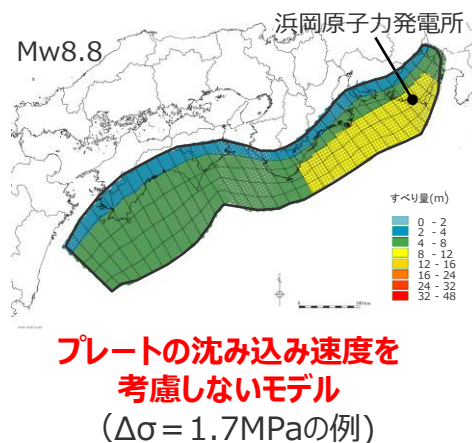 浜岡原子力発電所
Mw8.8
すべり量(m)
0 - 2
2 - 4
4 - 8
8 - 12
12 - 16
16 - 24
24 - 32
32 - 48
プレートの沈み込み速度を
考慮しないモデル
（Δσ＝1.7MPaの例)